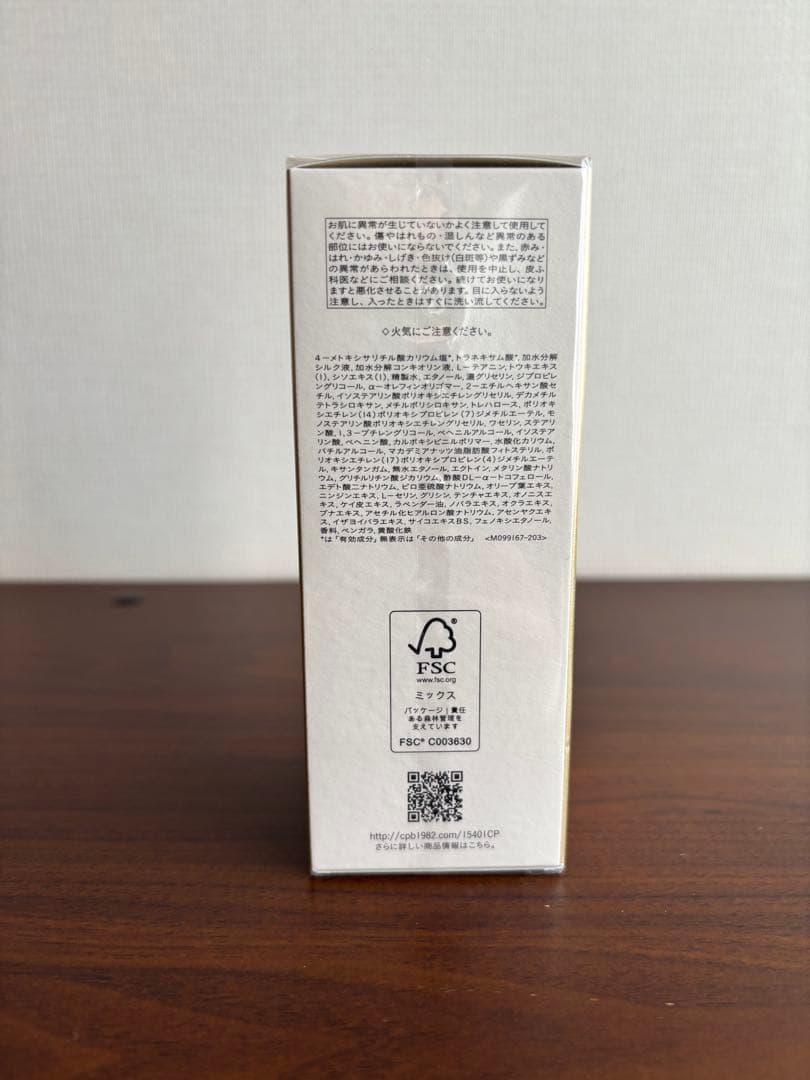 お肌に異常が生じていないかよく注意して使用して
ください。傷やはれもの・湿しんなど異常のある
部位にはお使いにならないでください。また、赤み・
はれ・かゆみ・しげき・色抜け(白斑等)や黒ずみなど
の異常があらわれたときは、使用を中止し、皮ふ
科医などにご相談ください。続けてお使いになり
ますと悪化させることがあります。目に入らないよう
注意し、入ったときはすぐに洗い流してください。
◇火気にご注意ください。
4-メトキシサリチル酸カリウム塩*,トラネキサム酸*,加水分解
シルク液,加水分解コンキオリン液,L-テアニン,トウキエキス
(1),シソエキス(1),精製水,エタノール,濃グリセリン,ジプロピレ
ングリコール,α-オレフィンオリゴマー,2-エチルヘキサン酸セ
チル,イソステアリン酸ポリオキシエチレングリセリル,デカメチル
テトラシロキサン,メチルポリシロキサン,トレハロース,ポリオキ
シエチレン(14)ポリオキシプロピレン(7)ジメチルエーテル,モ
ノステアリン酸ポリオキシエチレングリセリル,ワセリン,ステアリ
ン酸,1,3-ブチレングリコール,ベヘニルアルコール,イソステア
リン酸,ベヘニン酸,カルボキシビニルポリマー,水酸化カリウム,
バチルアルコール,マカデミアナッツ油脂肪酸フィトステリル,ポ
リオキシエチレン(17)ポリオキシプロピレン(4)ジメチルエーテ
ル,キサンタンガム,無水エタノール,エクトイン,メタリン酸ナトリ
ウム,グリチルリチン酸ジカリウム,酢酸DL-α-トコフェロール,
エデト酸二ナトリウム,ピロ亜硫酸ナトリウム,オリーブ葉エキス,
ニンジンエキス,L-セリン,グリシン,テンチャエキス,オノニスエ
キス,ケイ皮エキス,ラベンダー油,ノバラエキス,オクラエキス,
ブナエキス,アセチル化ヒアルロン酸ナトリウム,アセンヤクエキ
ス,イザヨイバラエキス,サイコエキスBS,フェノキシエタノール,
香料,ベンガラ,黄酸化鉄
*は「有効成分」無表示は「その他の成分」 <M099167-203>
FSC
www.fsc.org
ミックス
パッケージ|責任
ある森林管理を
支えています
FSC® C003630
http://cpb1982.com/15401CP
さらに詳しい商品情報はこちら。